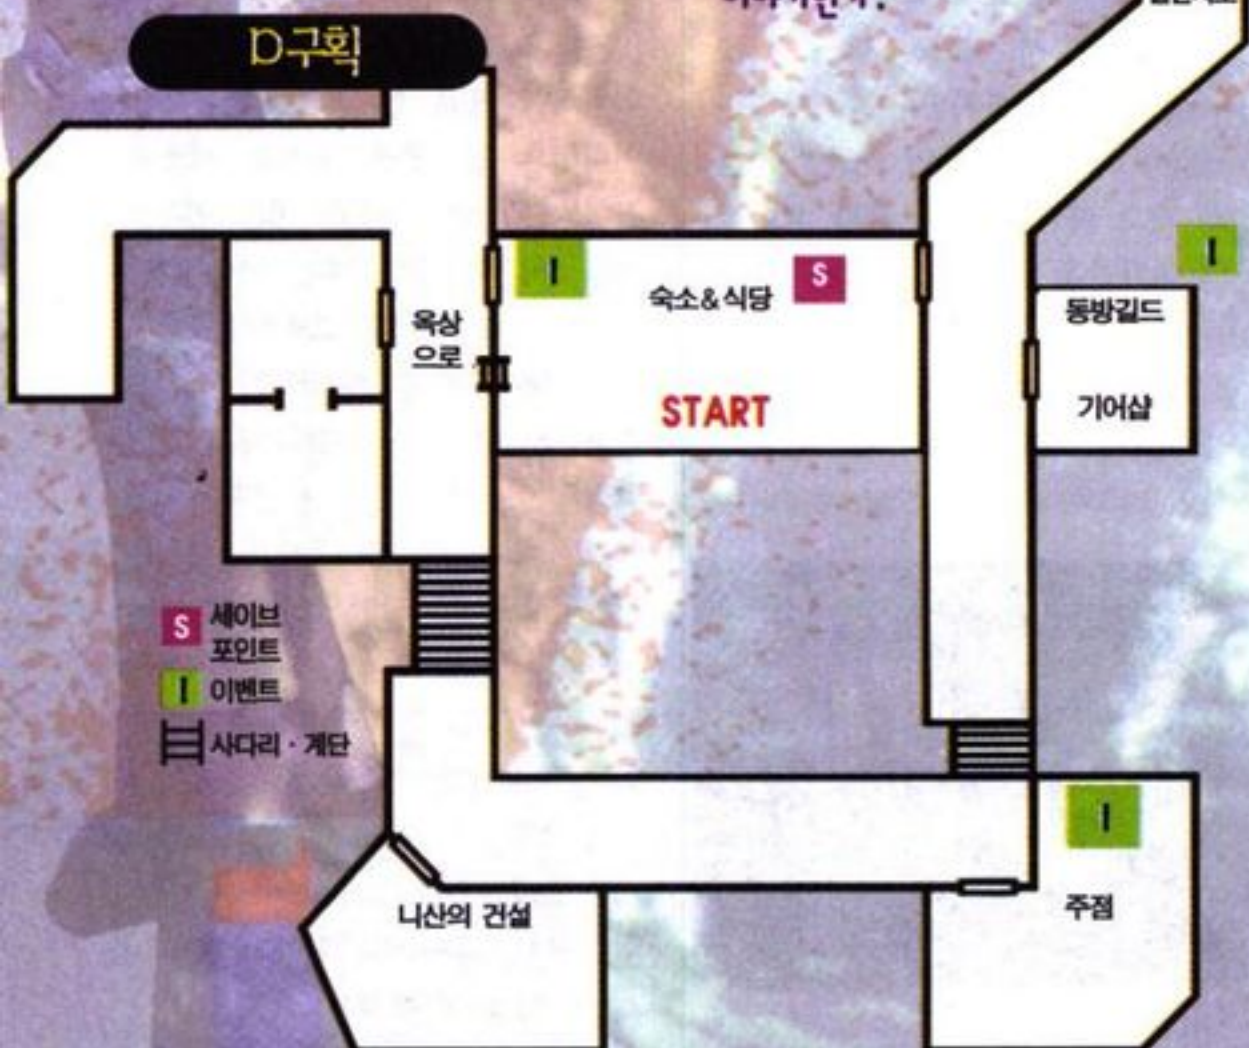 D구획
I
숙소&식당
S
I
동방길드
옥상
으로
START
기어샵
S 세이브
포인트
I 이벤트
사다리·계단
I
니산의 건설
주점